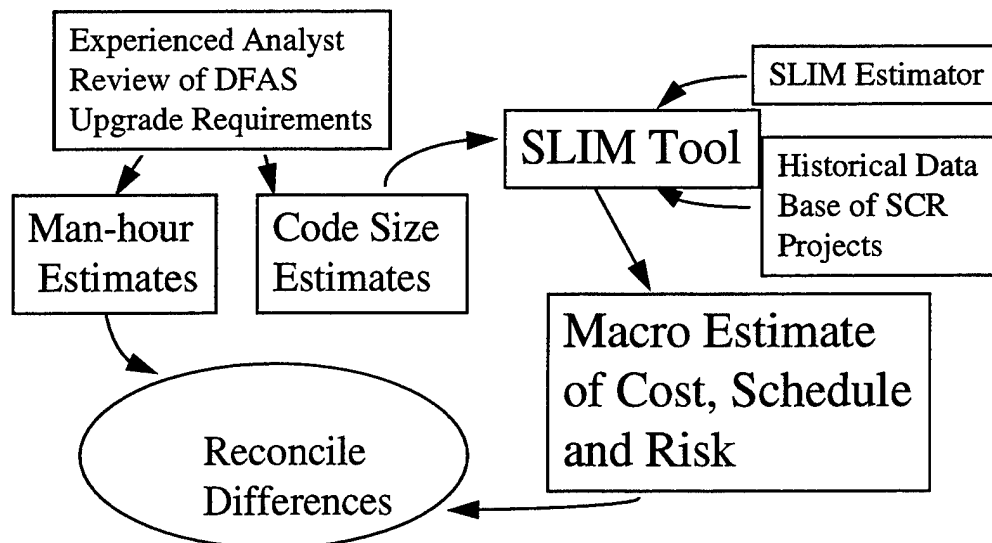 Experienced Analyst
Review of DFAS
Upgrade Requirements
SLIM Estimator
SLIM Tool
Historical Data
Base of SCR
Projects
Man-hour
Estimates
Code Size
Estimates
Macro Estimate
of Cost, Schedule
and Risk
Reconcile
Differences